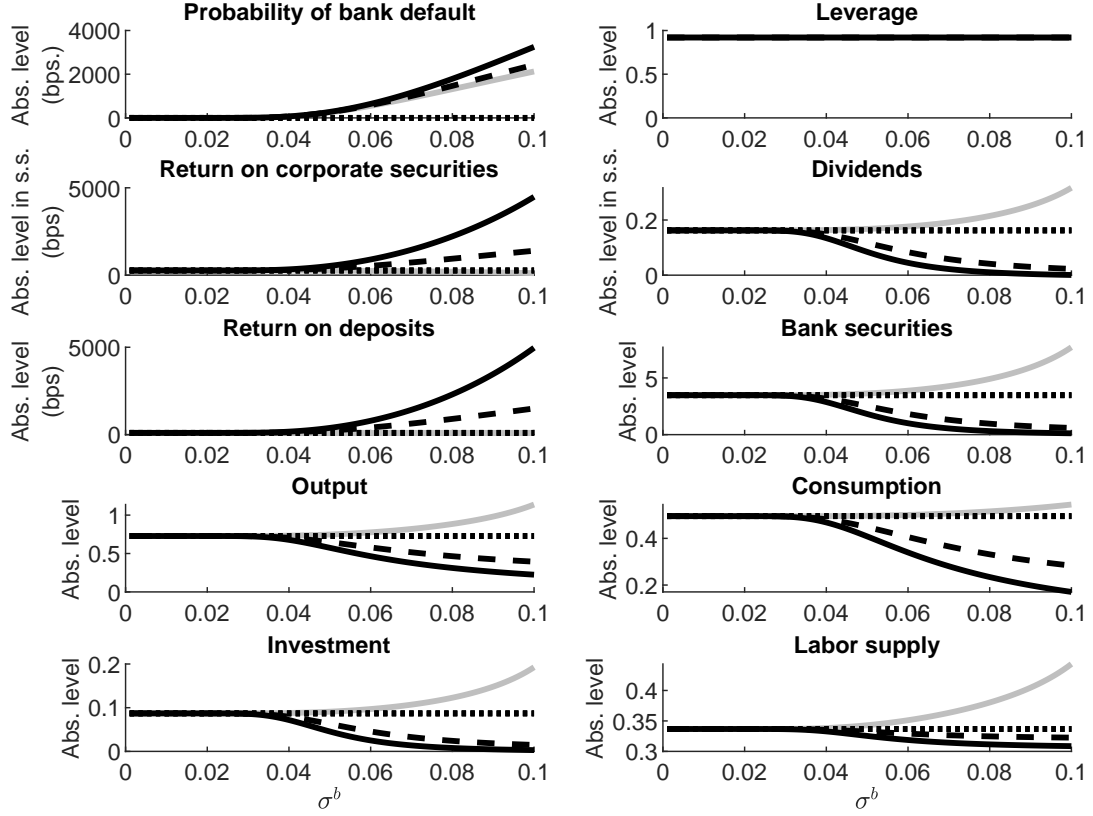 Probability of bank default
Abs. level
(bps.)
4000
2000
0
0 0.02 0.04 0.06 0.08 0.1
Leverage
Abs. level
1
0.5
0
0 0.02 0.04 0.06 0.08 0.1
Return on corporate securities
Abs. level in s.s.
(bps)
5000
0
0 0.02 0.04 0.06 0.08 0.1
Dividends
Abs. level in s.s.
0.2
0
0 0.02 0.04 0.06 0.08 0.1
Return on deposits
Abs. level
(bps)
5000
0
0 0.02 0.04 0.06 0.08 0.1
Bank securities
Abs. level
5
0
0 0.02 0.04 0.06 0.08 0.1
Output
Abs. level
1
0.5
0
0 0.02 0.04 0.06 0.08 0.1
Consumption
Abs. level
0.4
0.2
0 0.02 0.04 0.06 0.08 0.1
Investment
Abs. level
0.2
0.1
0
0 0.02 0.04 0.06 0.08 0.1
σᵇ
Labor supply
Abs. level
0.4
0.35
0.3
0 0.02 0.04 0.06 0.08 0.1
σᵇ